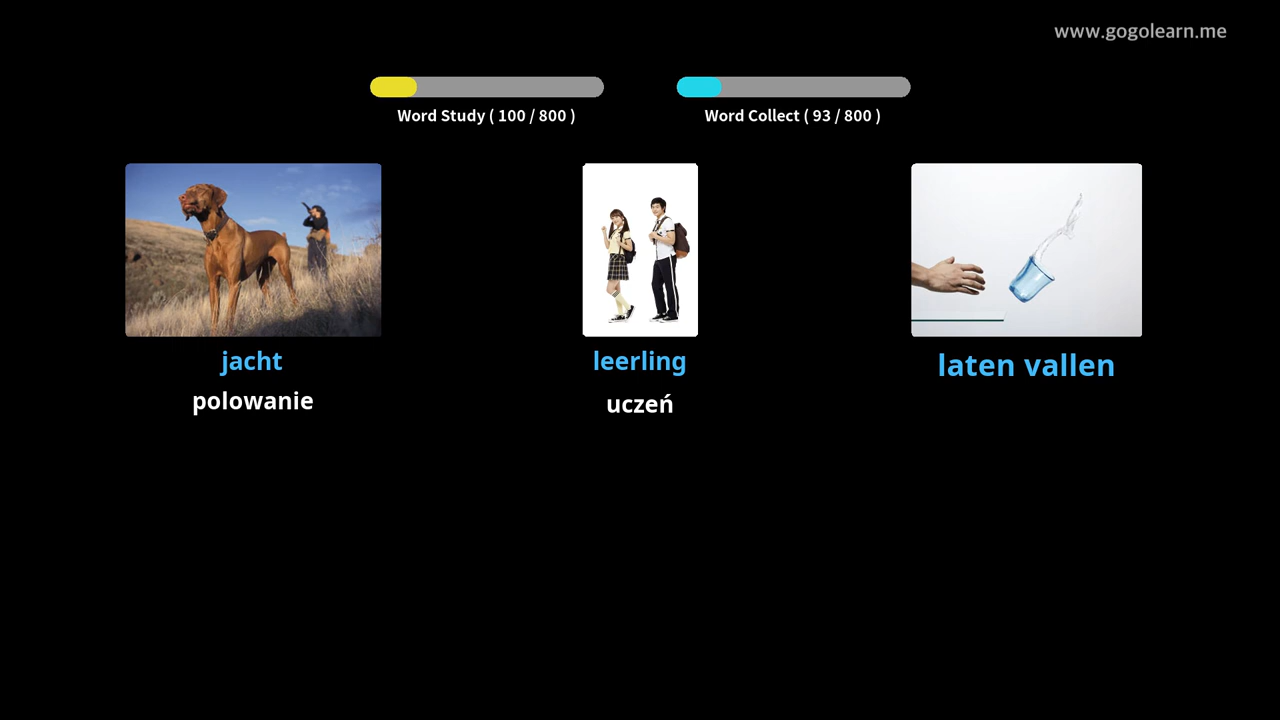 www.gogolearn.me
Word Study ( 100 / 800 )
Word Collect ( 93 / 800 )
jacht
polowanie
leerling
uczeń
laten vallen